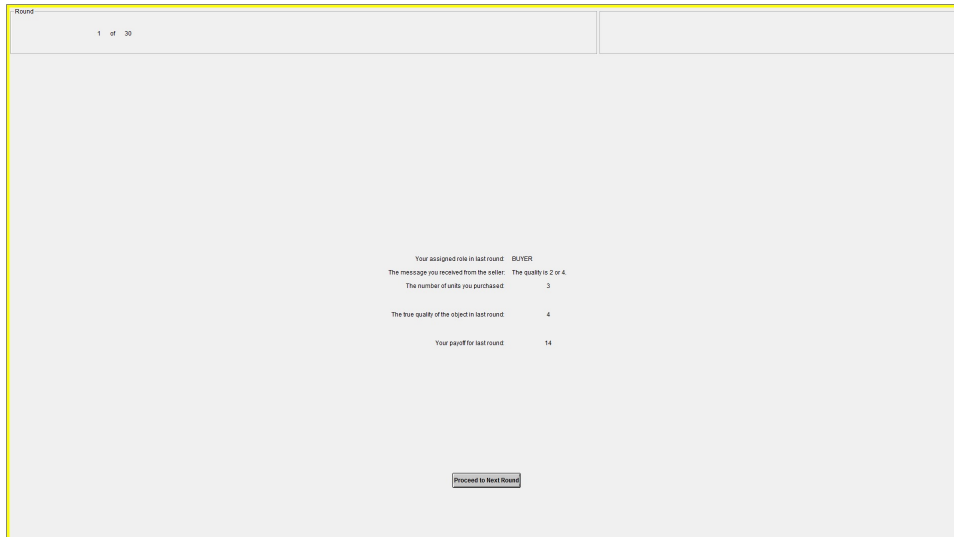 Round
1 of 30
Your assigned role in last round: BUYER
The message you received from the seller: The quality is 2 or 4.
The number of units you purchased: 3
The true quality of the object in last round: 4
Your payoff for last round: 14
Proceed to Next Round